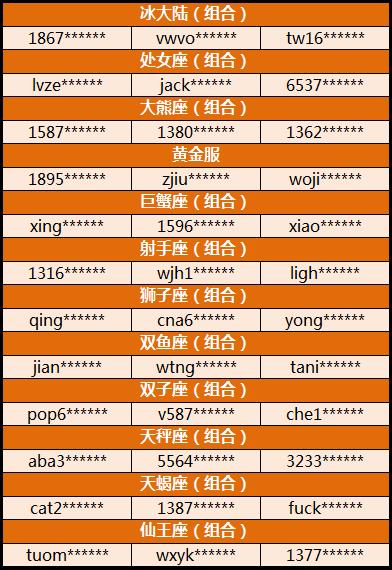 冰大陆（组合）
1867****** vwvo****** tw16******
处女座（组合）
lvze****** jack****** 6537******
大熊座（组合）
1587****** 1380****** 1362******
黄金服
1895****** zjiu****** woji******
巨蟹座（组合）
xing****** 1596****** xiao******
射手座（组合）
1316****** wjh1****** ligh******
狮子座（组合）
qing****** cna6****** yong******
双鱼座（组合）
jian****** wtng****** tani******
双子座（组合）
pop6****** v587****** che1******
天秤座（组合）
aba3****** 5564****** 3233******
天蝎座（组合）
cat2****** 1387****** fuck******
仙王座（组合）
tuom****** wxyk****** 1377******